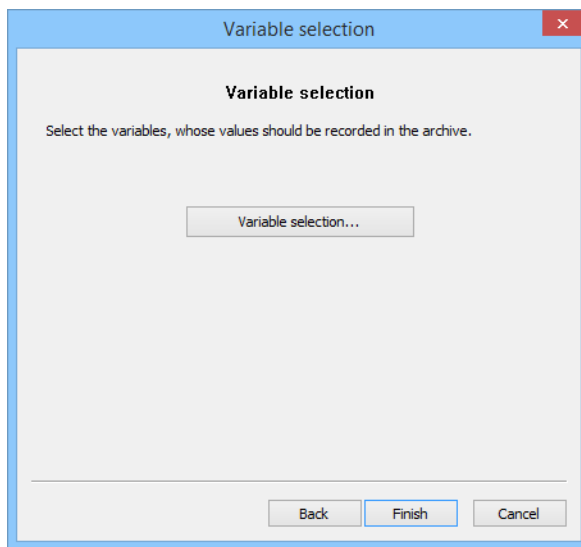 Variable selection
Variable selection
Select the variables, whose values should be recorded in the archive.
Variable selection...
Back Finish Cancel